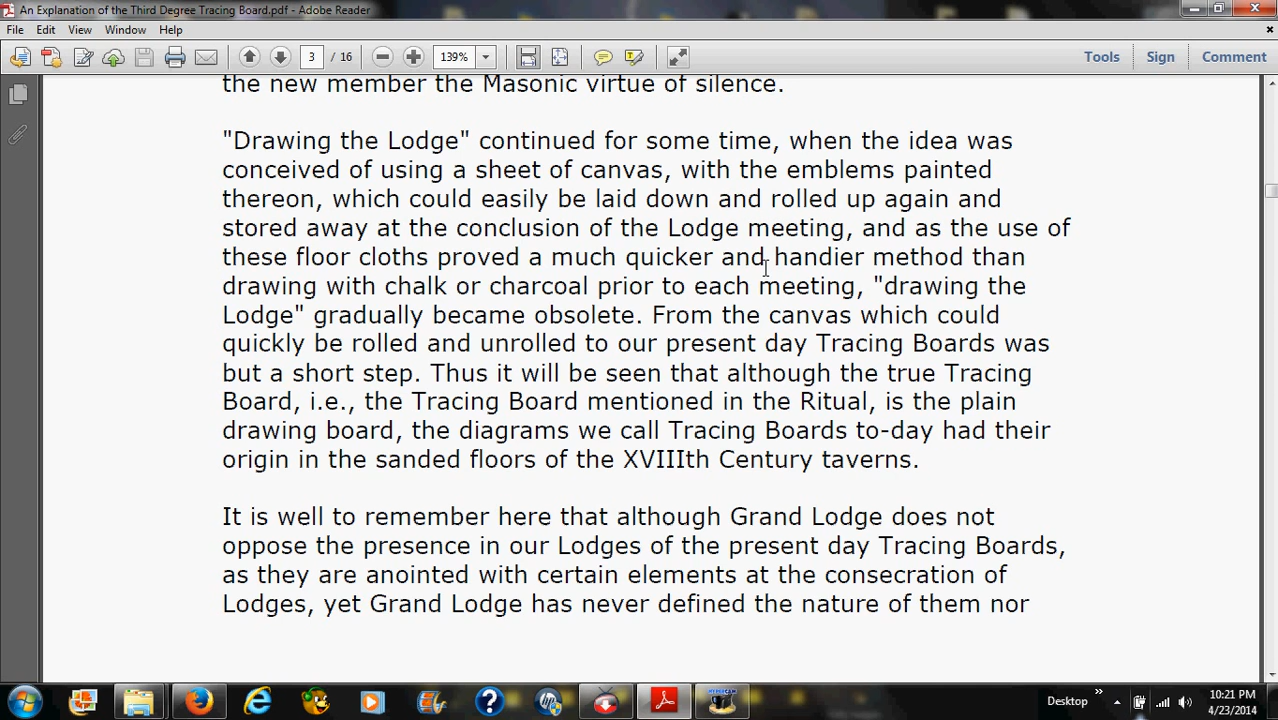 An Explanation of the Third Degree Tracing Board.pdf - Adobe Reader
File Edit View Window Help
3 / 16 139% Tools Sign Comment
the new member the Masonic virtue of silence.
"Drawing the Lodge" continued for some time, when the idea was
conceived of using a sheet of canvas, with the emblems painted
thereon, which could easily be laid down and rolled up again and
stored away at the conclusion of the Lodge meeting, and as the use of
these floor cloths proved a much quicker and handier method than
drawing with chalk or charcoal prior to each meeting, "drawing the
Lodge" gradually became obsolete. From the canvas which could
quickly be rolled and unrolled to our present day Tracing Boards was
but a short step. Thus it will be seen that although the true Tracing
Board, i.e., the Tracing Board mentioned in the Ritual, is the plain
drawing board, the diagrams we call Tracing Boards to-day had their
origin in the sanded floors of the XVIIIth Century taverns.
It is well to remember here that although Grand Lodge does not
oppose the presence in our Lodges of the present day Tracing Boards,
as they are anointed with certain elements at the consecration of
Lodges, yet Grand Lodge has never defined the nature of them nor
Desktop
10:21 PM
4/23/2014